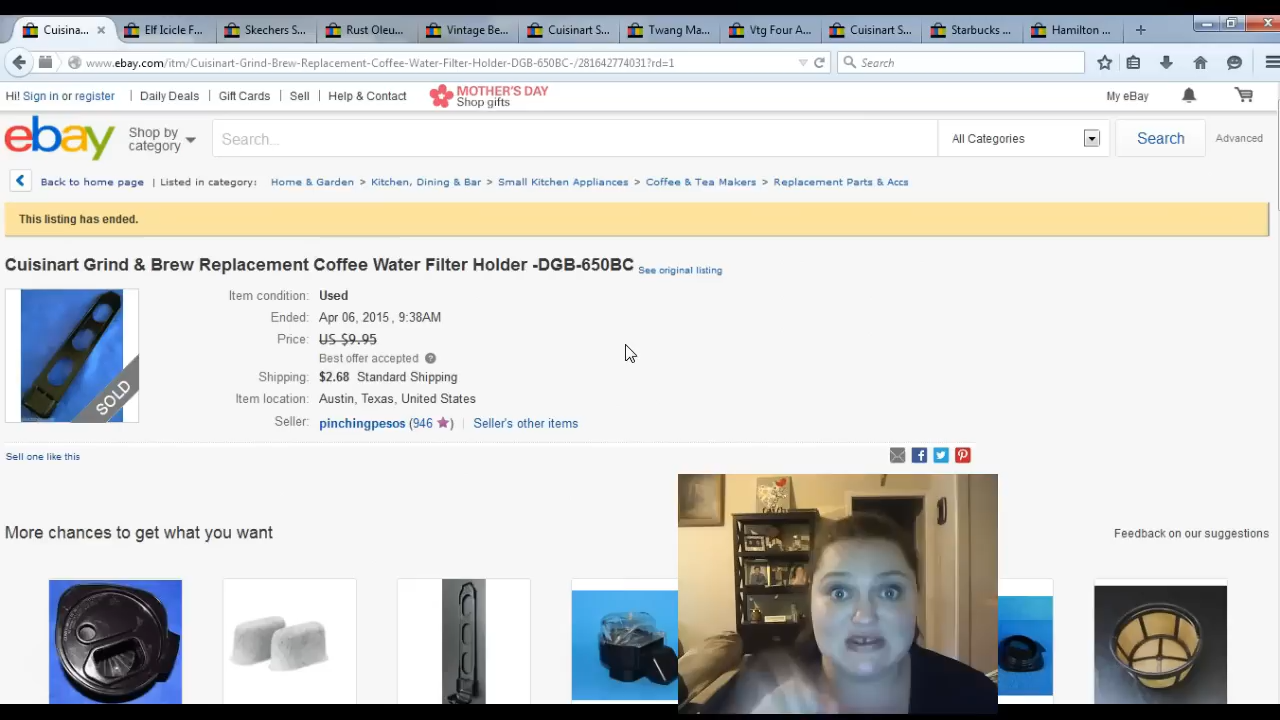 Cuisina...
Elf Icicle F...
Skechers S...
Rust Oleu...
Vintage Be...
Cuisinart S...
Twang Ma...
Vtg Four A...
Cuisinart S...
Starbucks ...
Hamilton ...
www.ebay.com/itm/Cuisinart-Grind-Brew-Replacement-Coffee-Water-Filter-Holder-DGB-650BC-/281642774031?rd=1
Search
Hi! Sign in or register
Daily Deals
Gift Cards
Sell
Help & Contact
MOTHER'S DAY
Shop gifts
My eBay
ebay
Shop by
category
Search...
All Categories
Search
Advanced
Back to home page | Listed in category: Home & Garden > Kitchen, Dining & Bar > Small Kitchen Appliances > Coffee & Tea Makers > Replacement Parts & Accs
This listing has ended.
Cuisinart Grind & Brew Replacement Coffee Water Filter Holder -DGB-650BC See original listing
Item condition: Used
Ended: Apr 06, 2015 , 9:38AM
Price: US $9.95
Best offer accepted ?
Shipping: $2.68 Standard Shipping
Item location: Austin, Texas, United States
Seller: pinchingpesos (946 ) | Seller's other items
SOLD
Sell one like this
More chances to get what you want
Feedback on our suggestions